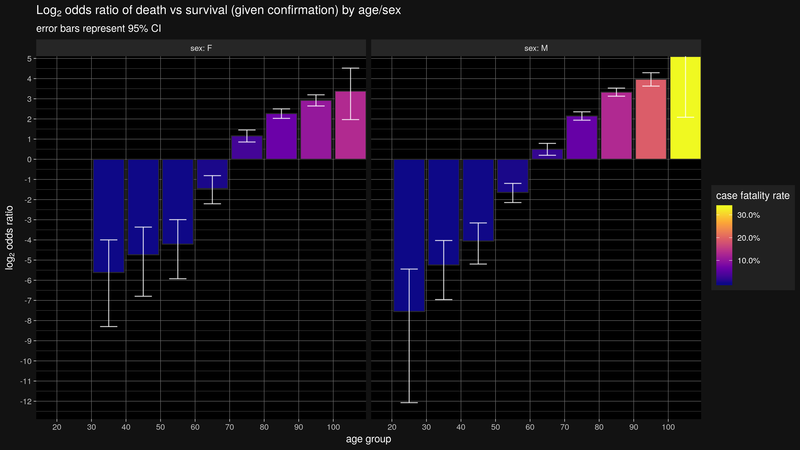 Log₂ odds ratio of death vs survival (given confirmation) by age/sex
error bars represent 95% CI
sex: F
sex: M
5
4
3
2
1
0
-1
-2
-3
-4
-5
-6
-7
-8
-9
-10
-11
-12
log₂ odds ratio
20 30 40 50 60 70 80 90 100
20 30 40 50 60 70 80 90 100
age group
case fatality rate
30.0%
20.0%
10.0%